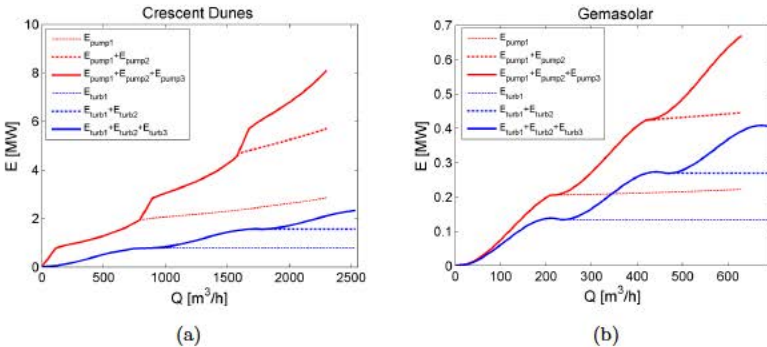 Crescent Dunes
E_pump1
E_pump1+E_pump2
E_pump1+E_pump2+E_pump3
E_turb1
E_turb1+E_turb2
E_turb1+E_turb2+E_turb3
E [MW]
10
8
6
4
2
0
0 500 1000 1500 2000 2500
Q [m³/h]
(a)
Gemasolar
E_pump1
E_pump1+E_pump2
E_pump1+E_pump2+E_pump3
E_turb1
E_turb1+E_turb2
E_turb1+E_turb2+E_turb3
E [MW]
0.7
0.6
0.5
0.4
0.3
0.2
0.1
0
0 100 200 300 400 500 600
Q [m³/h]
(b)